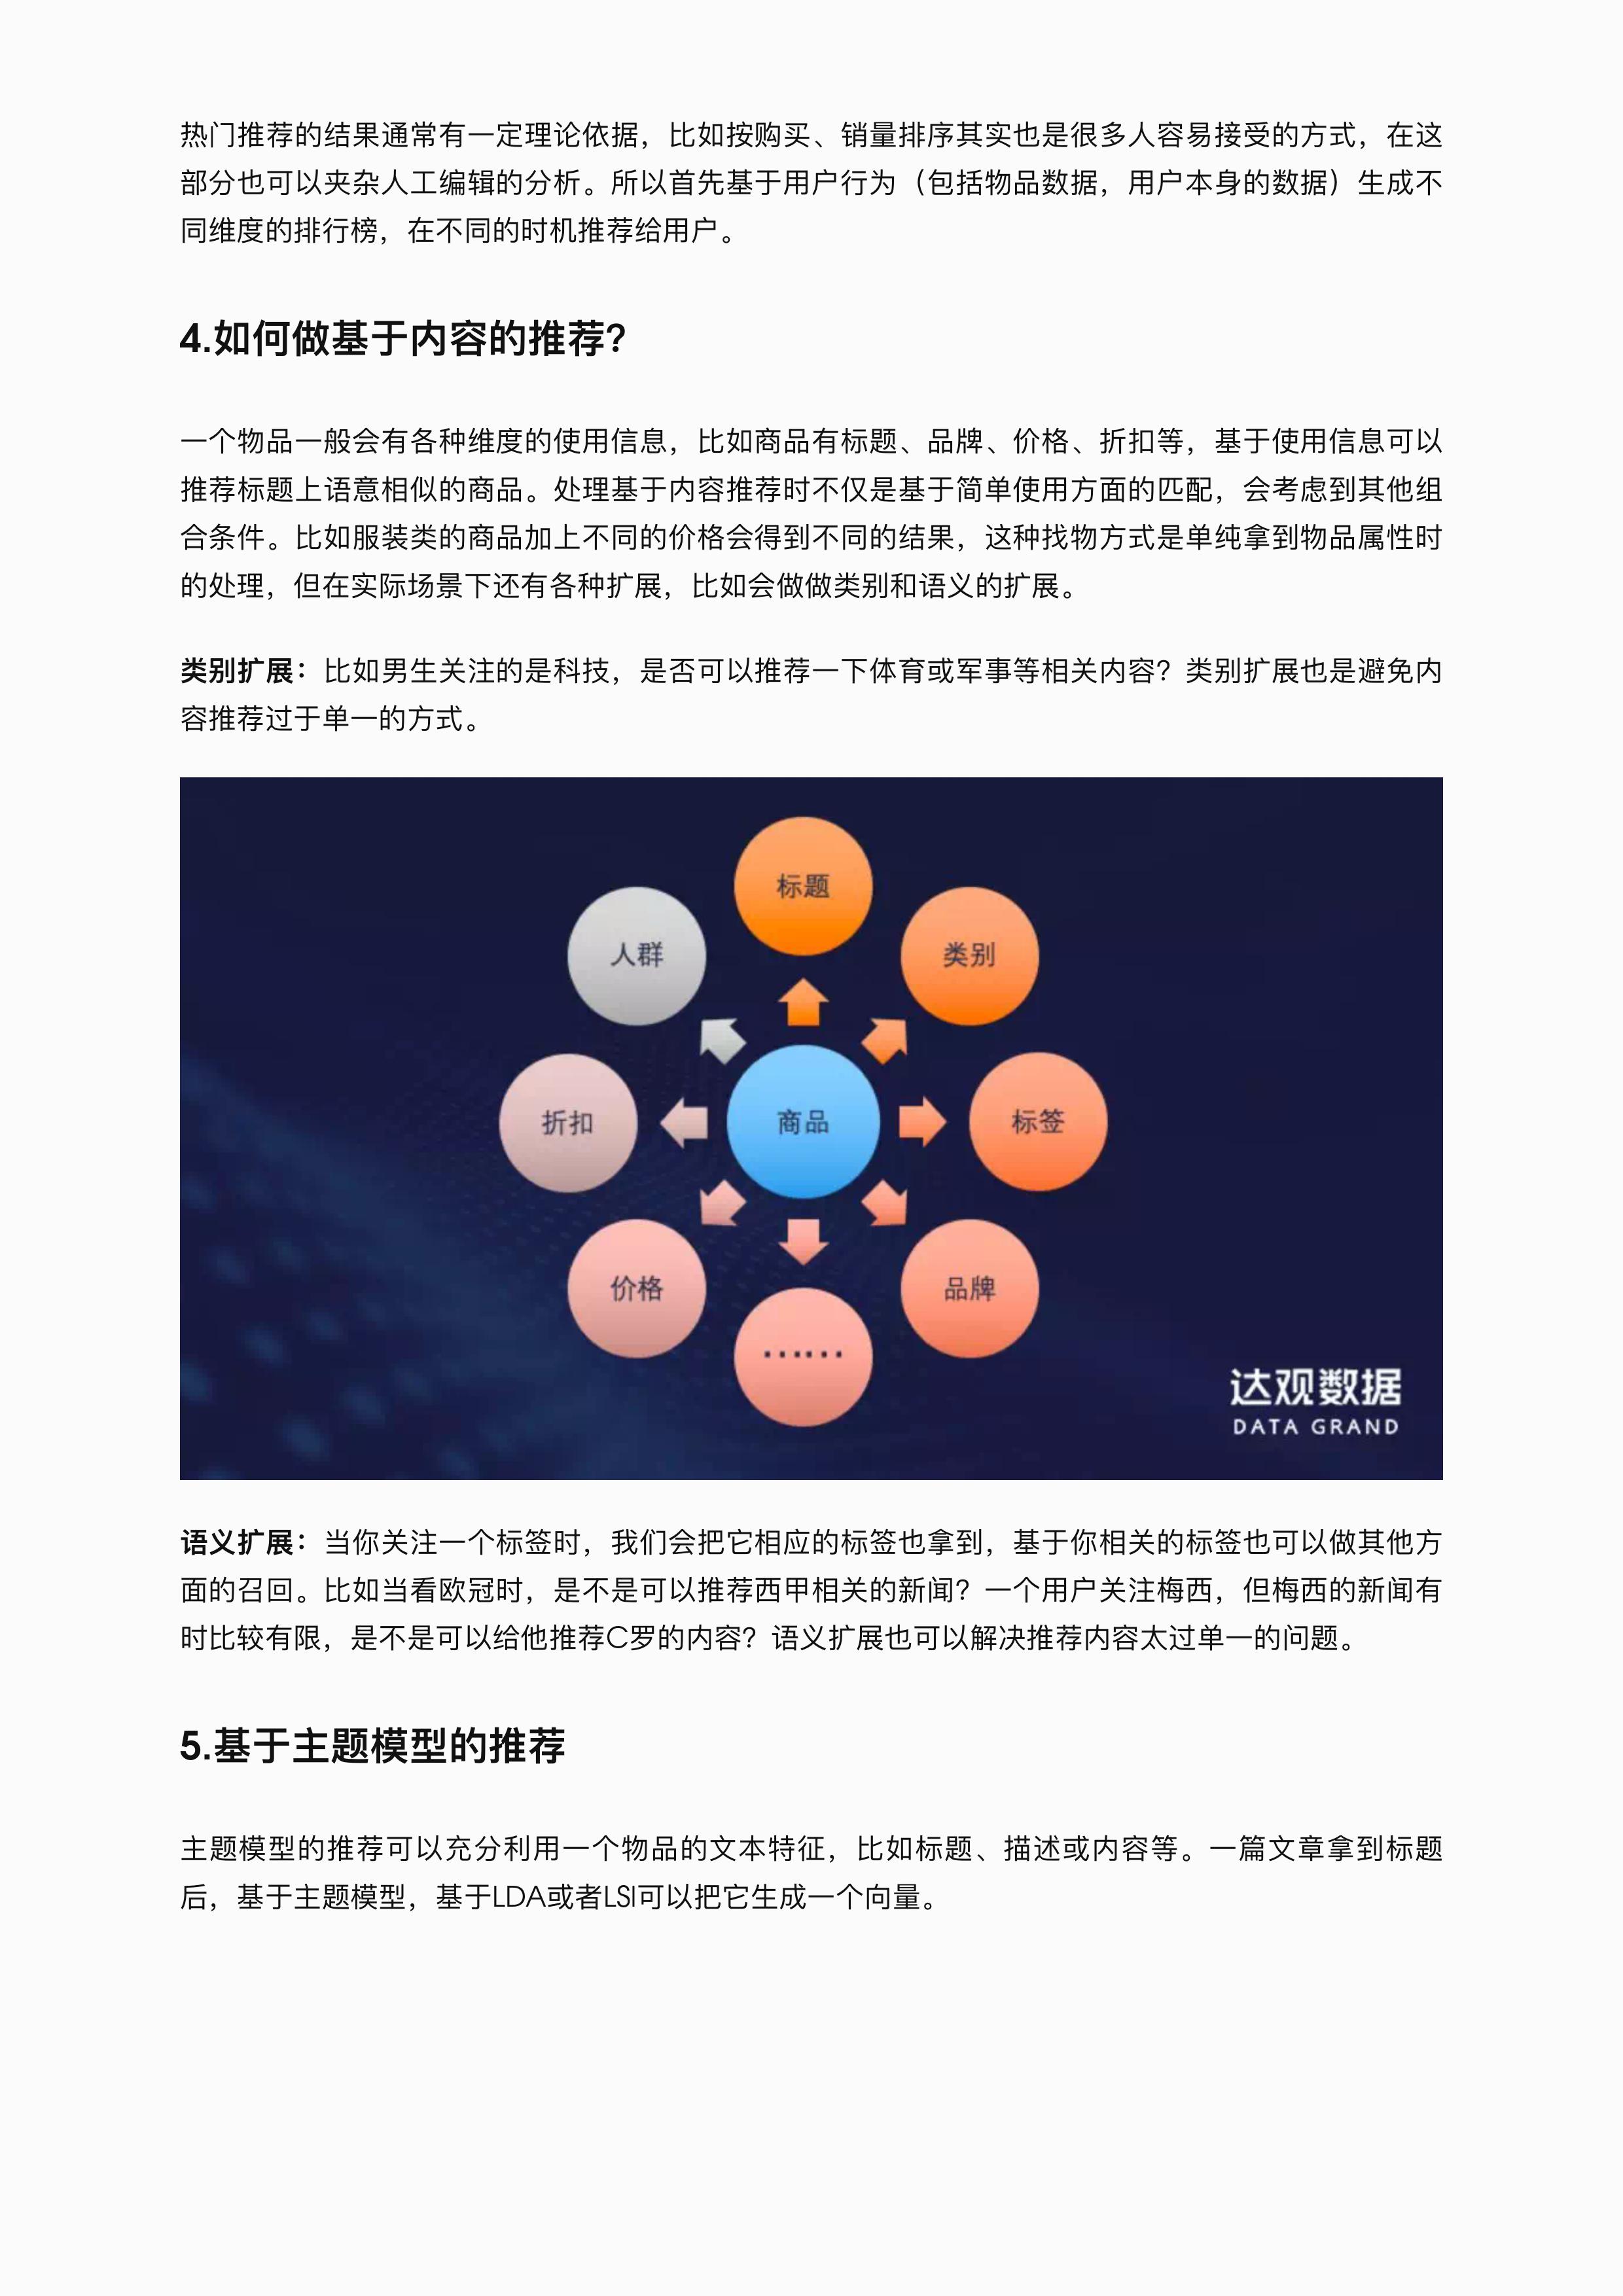 热门推荐的结果通常有一定理论依据，比如按购买、销量排序其实也是很多人容易接受的方式，在这
部分也可以夹杂人工编辑的分析。所以首先基于用户行为（包括物品数据，用户本身的数据）生成不
同维度的排行榜，在不同的时机推荐给用户。
4.如何做基于内容的推荐？
一个物品一般会有各种维度的使用信息，比如商品有标题、品牌、价格、折扣等，基于使用信息可以
推荐标题上语意相似的商品。处理基于内容推荐时不仅是基于简单使用方面的匹配，会考虑到其他组
合条件。比如服装类的商品加上不同的价格会得到不同的结果，这种找物方式是单纯拿到物品属性时
的处理，但在实际场景下还有各种扩展，比如会做做类别和语义的扩展。
类别扩展：比如男生关注的是科技，是否可以推荐一下体育或军事等相关内容？类别扩展也是避免内
容推荐过于单一的方式。
标题
人群
类别
折扣
商品
标签
价格
品牌
……
达观数据
DATA GRAND
语义扩展：当你关注一个标签时，我们会把它相应的标签也拿到，基于你相关的标签也可以做其他方
面的召回。比如当看欧冠时，是不是可以推荐西甲相关的新闻？一个用户关注梅西，但梅西的新闻有
时比较有限，是不是可以给他推荐C罗的内容？语义扩展也可以解决推荐内容太过单一的问题。
5.基于主题模型的推荐
主题模型的推荐可以充分利用一个物品的文本特征，比如标题、描述或内容等。一篇文章拿到标题
后，基于主题模型，基于LDA或者LSI可以把它生成一个向量。